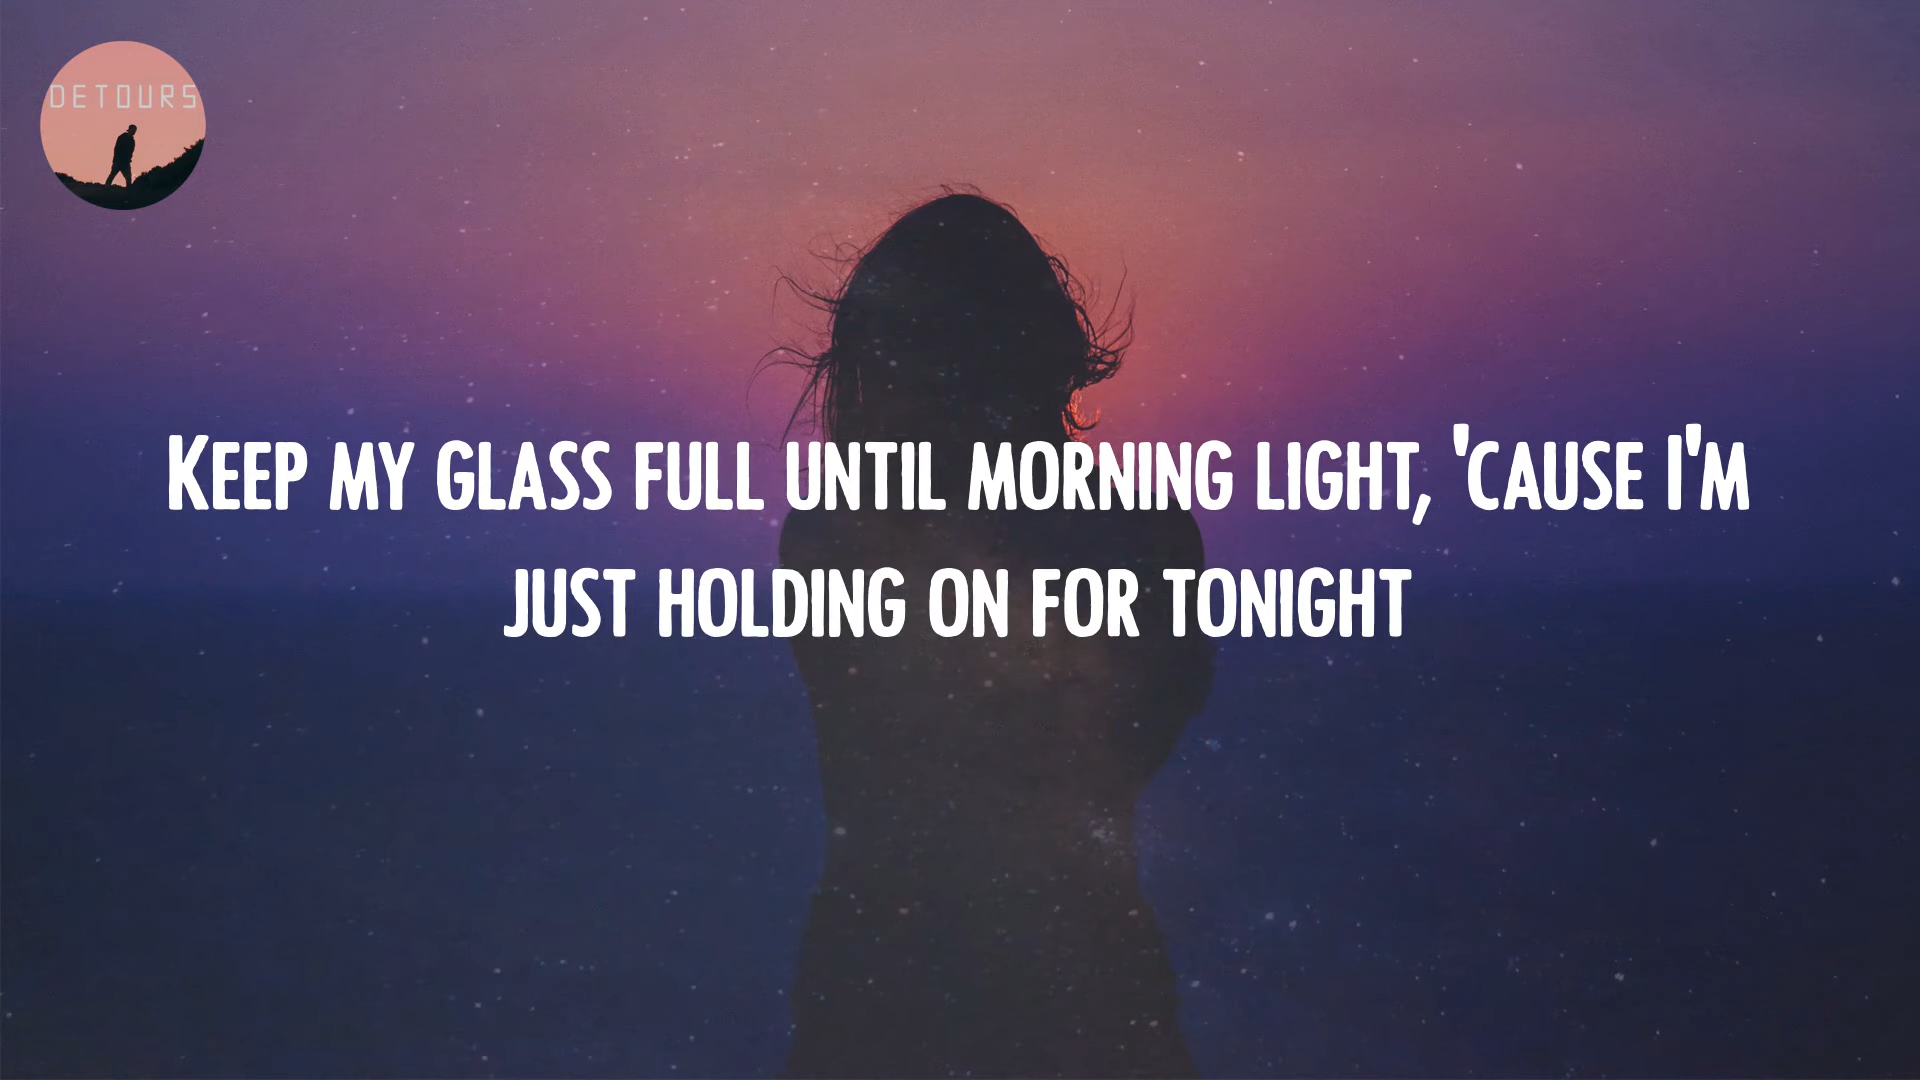 DETOURS
Keep my glass full until morning light, 'cause I'm
just holding on for tonight